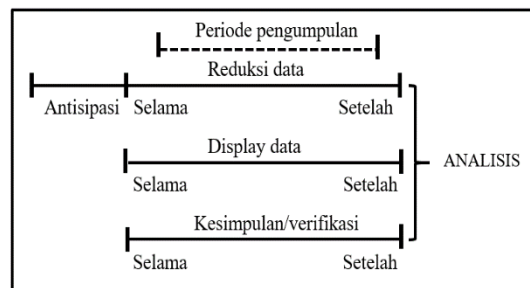 Periode pengumpulan
Reduksi data
Antisipasi Selama Setelah
Display data
ANALISIS
Selama Setelah
Kesimpulan/verifikasi
Selama Setelah